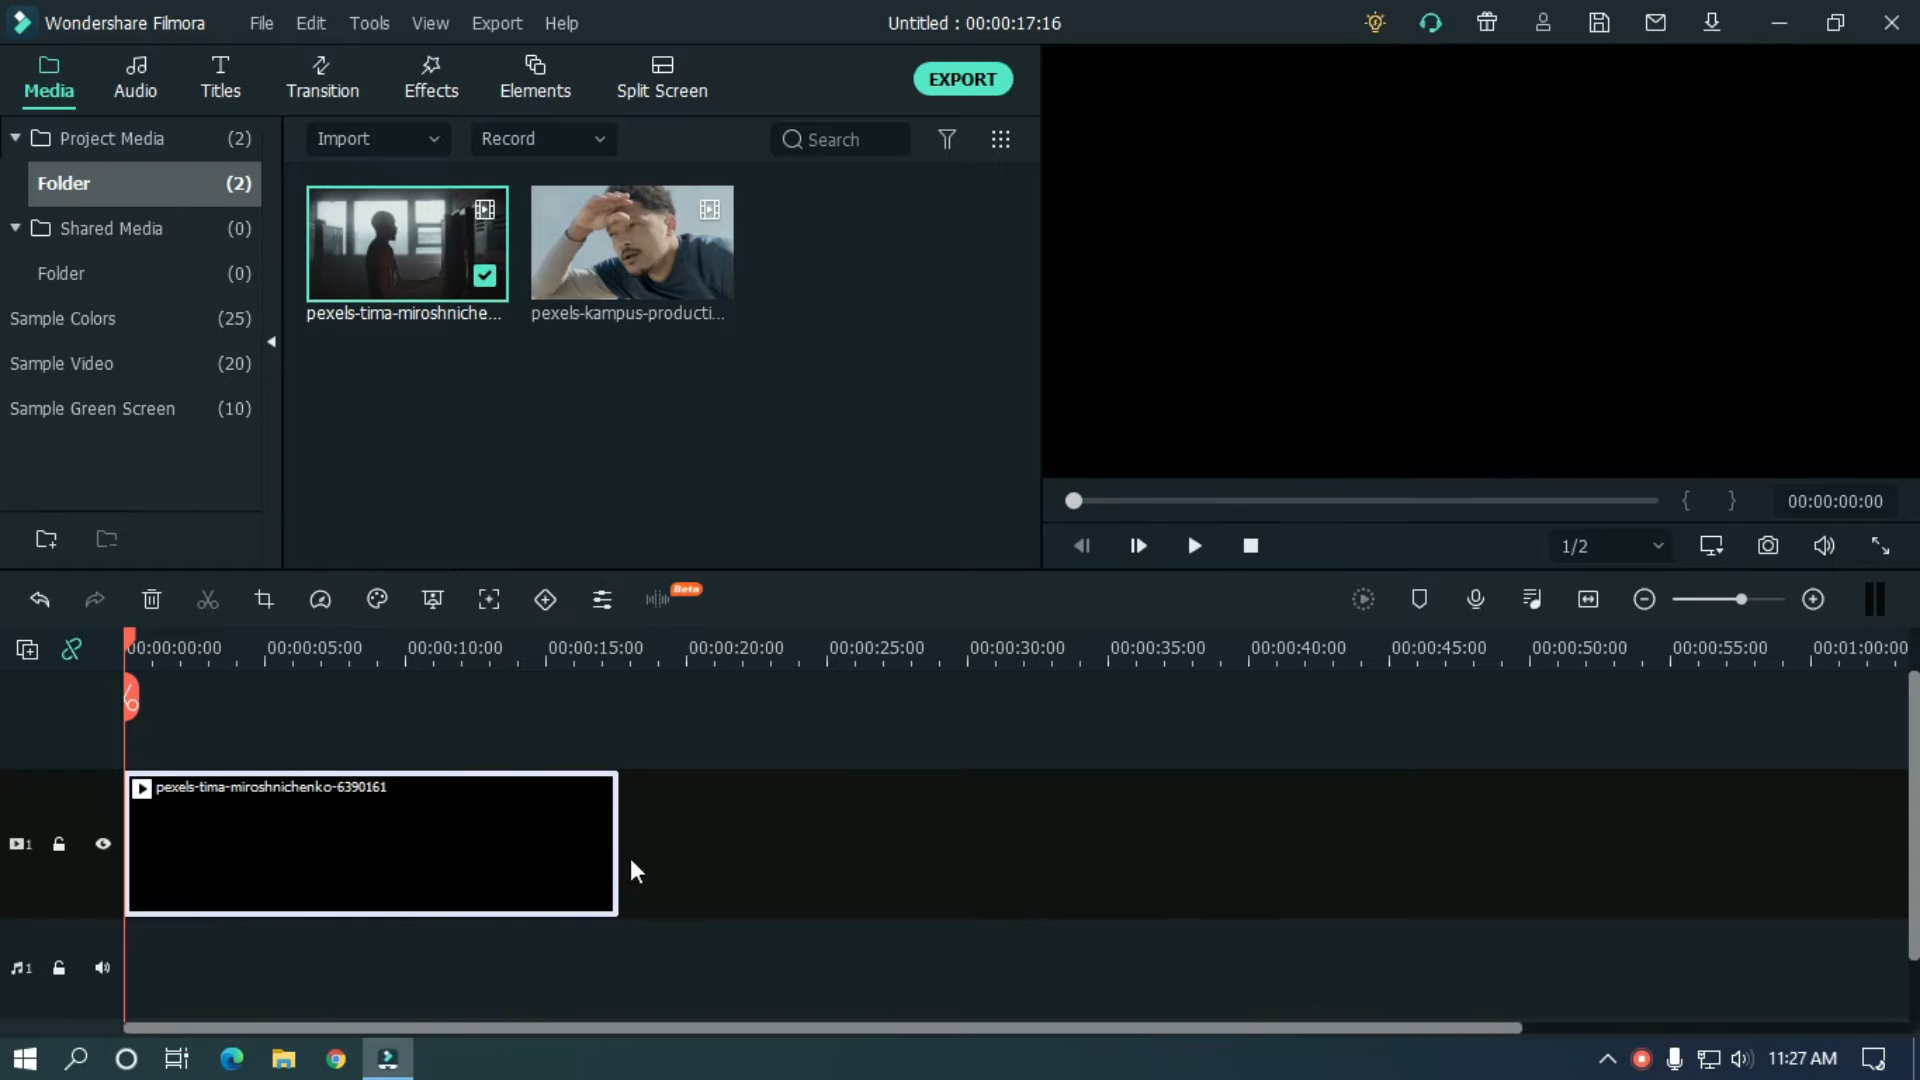 Wondershare Filmora File Edit Tools View Export Help Untitled : 00:00:17:16
Media Audio Titles Transition Effects Elements Split Screen EXPORT
Project Media (2)
Folder (2)
Shared Media (0)
Folder (0)
Sample Colors (25)
Sample Video (20)
Sample Green Screen (10)
Import Record Search
pexels-tima-miroshniche... pexels-kampus-producti...
{ } 00:00:00:00
1/2
Beta
00:00:00:00 00:00:05:00 00:00:10:00 00:00:15:00 00:00:20:00 00:00:25:00 00:00:30:00 00:00:35:00 00:00:40:00 00:00:45:00 00:00:50:00 00:00:55:00 00:01:00:00
pexels-tima-miroshnichenko-6390161
1
1
11:27 AM